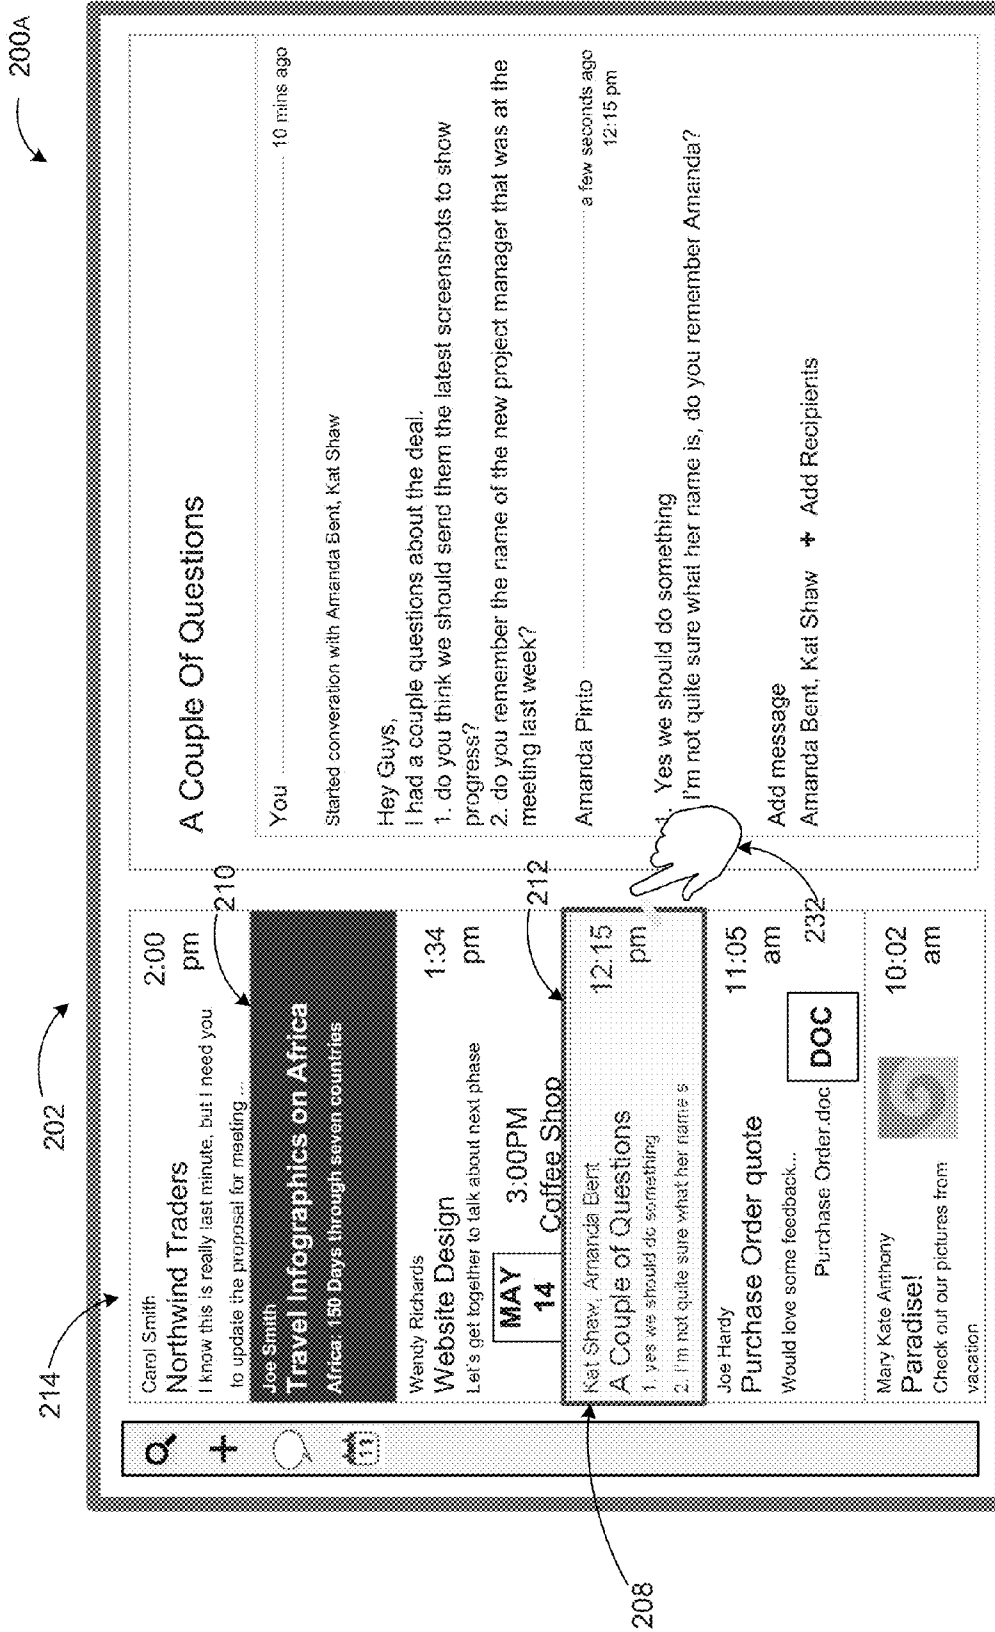 200A
202
214
Carol Smith
2:00 pm
Northwind Traders
I know this is really last minute, but I need you
to update the proposal for meeting ...
210
Joe Smith
Travel Infographics on Africa
Africa: 150 Days through seven countries
Wendy Richards
1:34 pm
Website Design
Let's get together to talk about next phase
MAY
14
3:00PM
Coffee Shop
212
Kat Shaw, Amanda Bent
12:15 pm
A Couple of Questions
1. yes we should do something
2. I'm not quite sure what her name s
208
Joe Hardy
11:05 am
Purchase Order quote
Would love some feedback...
Purchase Order.doc
DOC
232
Mary Kate Anthony
10:02 am
Paradise!
Check out our pictures from
vacation
11
A Couple Of Questions
You
10 mins ago
Started converation with Amanda Bent, Kat Shaw
Hey Guys,
I had a couple questions about the deal.
1. do you think we should send them the latest screenshots to show
progress?
2. do you remember the name of the new project manager that was at the
meeting last week?
Amanda Pinto
a few seconds ago
12:15 pm
1. Yes we should do something
I'm not quite sure what her name is, do you remember Amanda?
Add message
Amanda Bent, Kat Shaw + Add Recipients